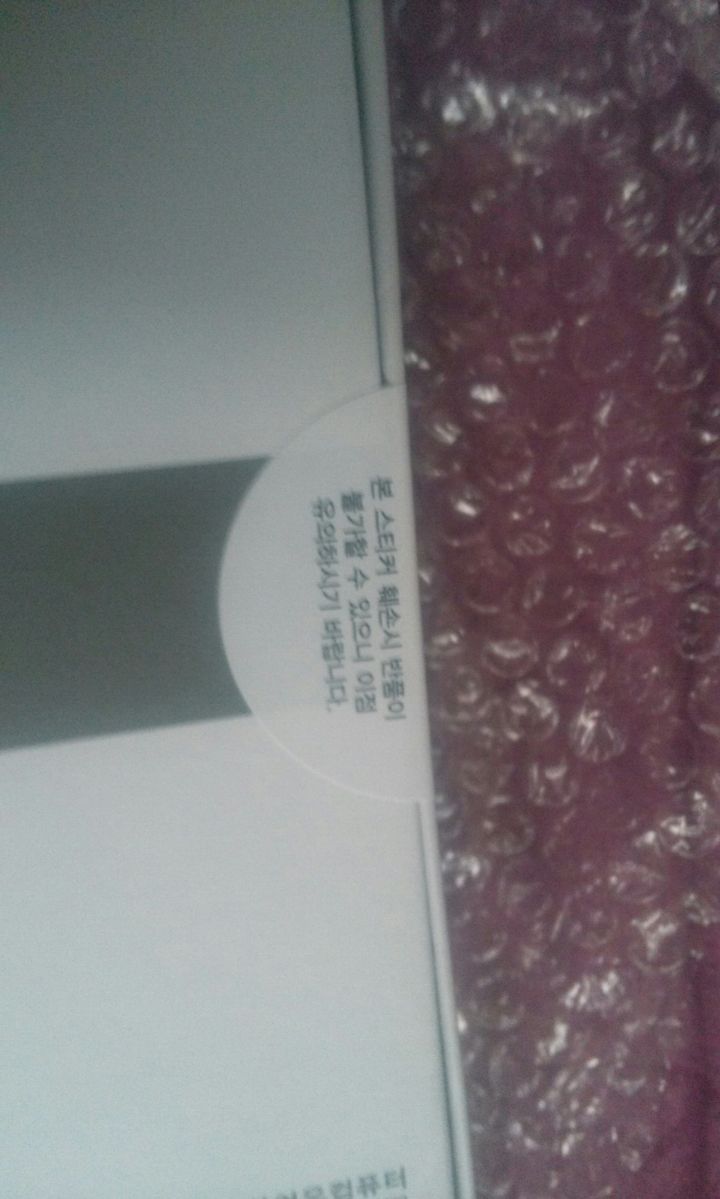 본 스티커 훼손시 반품이
불가할 수 있으니 이점
유의하시기 바랍니다.